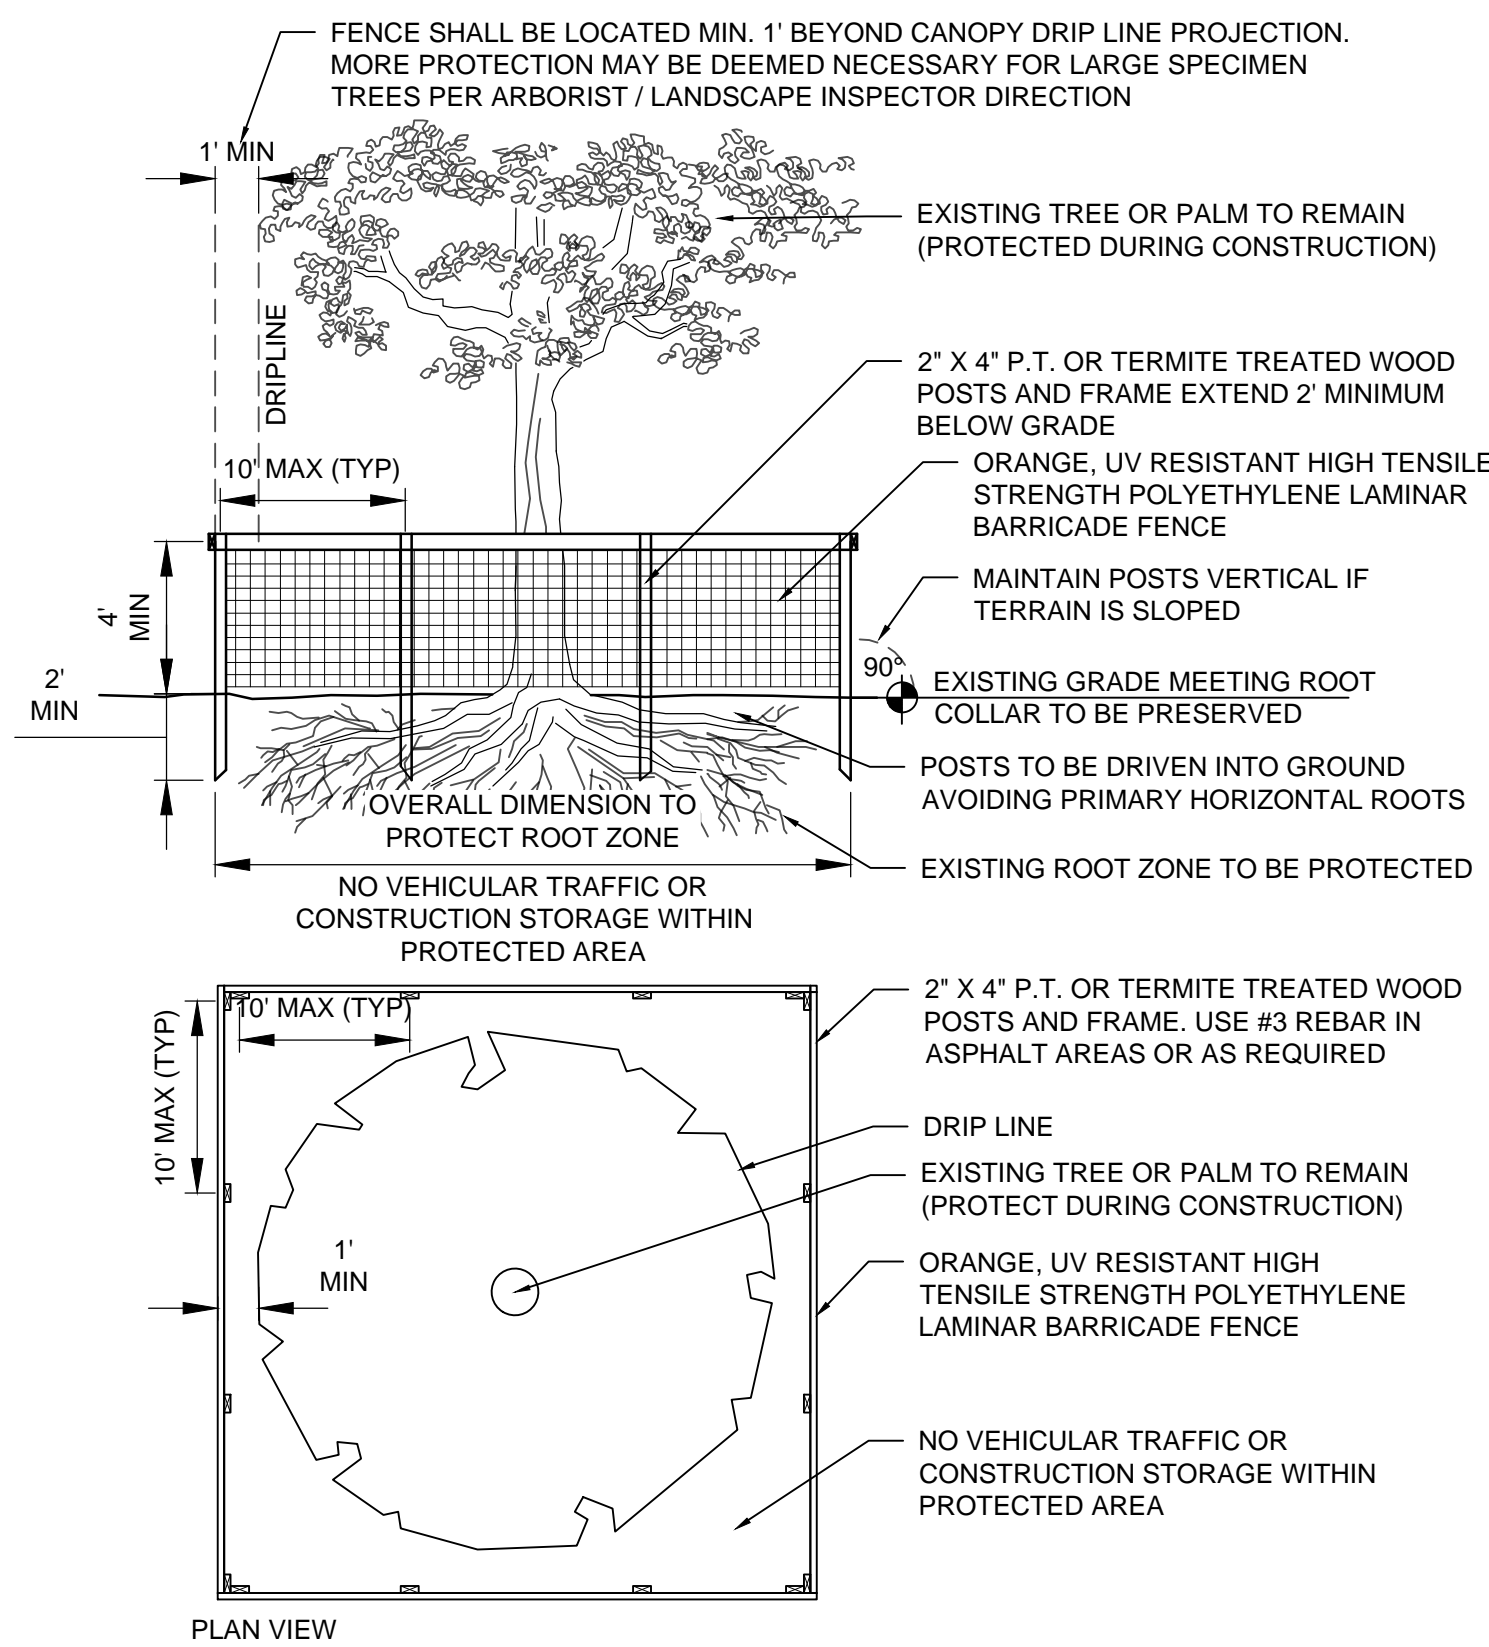 FENCE SHALL BE LOCATED MIN. 1' BEYOND CANOPY DRIP LINE PROJECTION.
MORE PROTECTION MAY BE DEEMED NECESSARY FOR LARGE SPECIMEN
TREES PER ARBORIST / LANDSCAPE INSPECTOR DIRECTION
1' MIN
EXISTING TREE OR PALM TO REMAIN
(PROTECTED DURING CONSTRUCTION)
DRIPLINE
2" X 4" P.T. OR TERMITE TREATED WOOD
POSTS AND FRAME EXTEND 2' MINIMUM
BELOW GRADE
10' MAX (TYP)
ORANGE, UV RESISTANT HIGH TENSILE
STRENGTH POLYETHYLENE LAMINAR
BARRICADE FENCE
MAINTAIN POSTS VERTICAL IF
TERRAIN IS SLOPED
4'
MIN
90°
2'
MIN
EXISTING GRADE MEETING ROOT
COLLAR TO BE PRESERVED
POSTS TO BE DRIVEN INTO GROUND
AVOIDING PRIMARY HORIZONTAL ROOTS
OVERALL DIMENSION TO
PROTECT ROOT ZONE
EXISTING ROOT ZONE TO BE PROTECTED
NO VEHICULAR TRAFFIC OR
CONSTRUCTION STORAGE WITHIN
PROTECTED AREA
2" X 4" P.T. OR TERMITE TREATED WOOD
POSTS AND FRAME. USE #3 REBAR IN
ASPHALT AREAS OR AS REQUIRED
10' MAX (TYP)
10' MAX (TYP)
DRIP LINE
EXISTING TREE OR PALM TO REMAIN
(PROTECT DURING CONSTRUCTION)
1'
MIN
ORANGE, UV RESISTANT HIGH
TENSILE STRENGTH POLYETHYLENE
LAMINAR BARRICADE FENCE
NO VEHICULAR TRAFFIC OR
CONSTRUCTION STORAGE WITHIN
PROTECTED AREA
PLAN VIEW